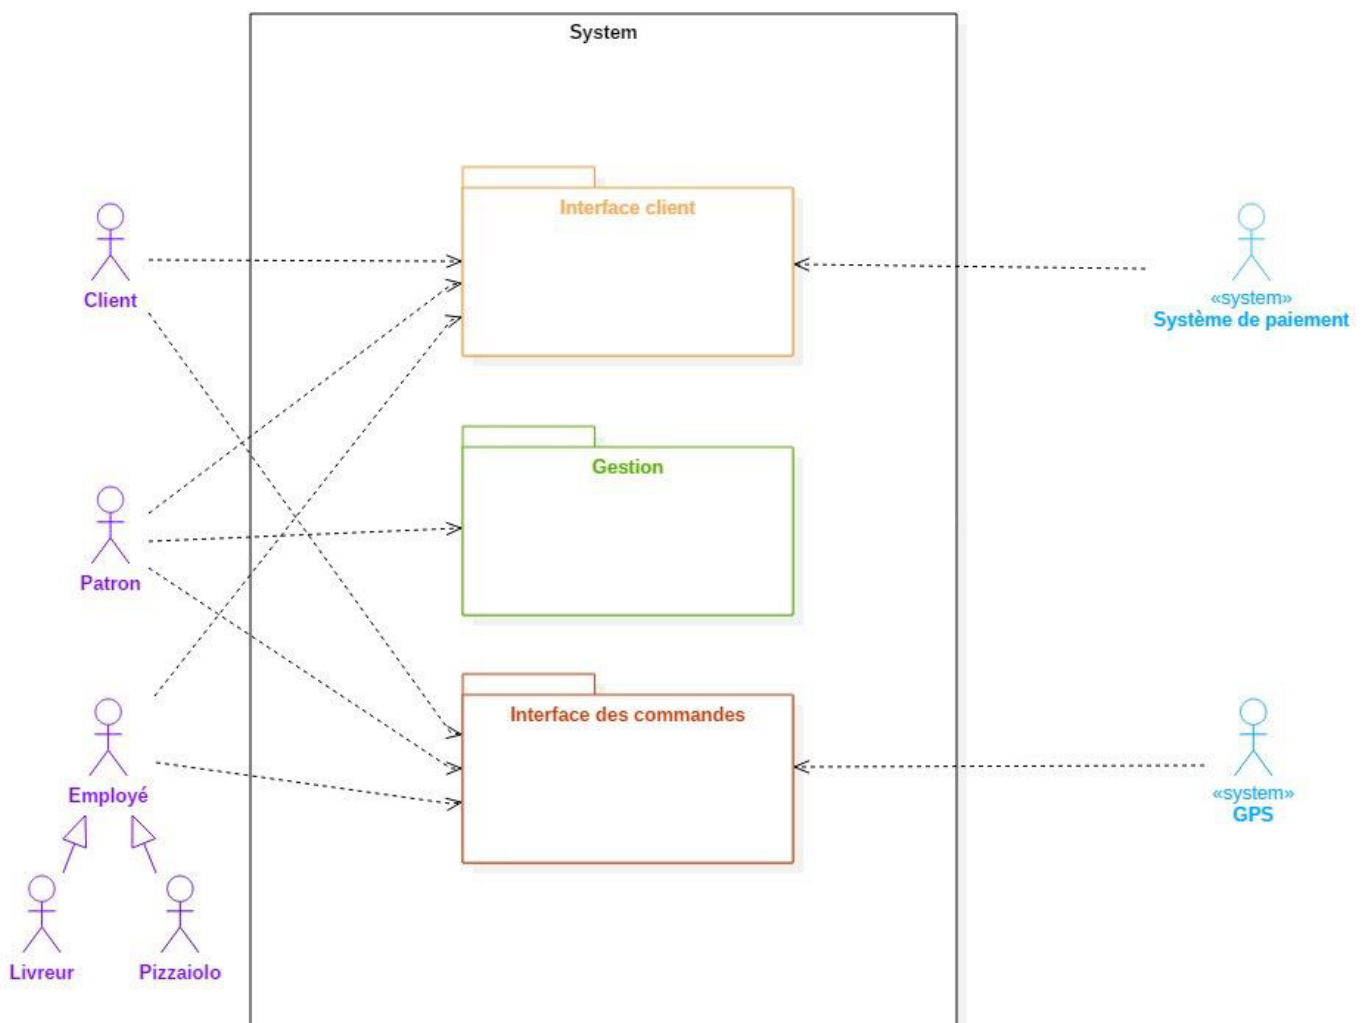 System
Interface client
Client
«system»
Système de paiement
Gestion
Patron
Interface des commandes
Employé
«system»
GPS
Livreur
Pizzaiolo